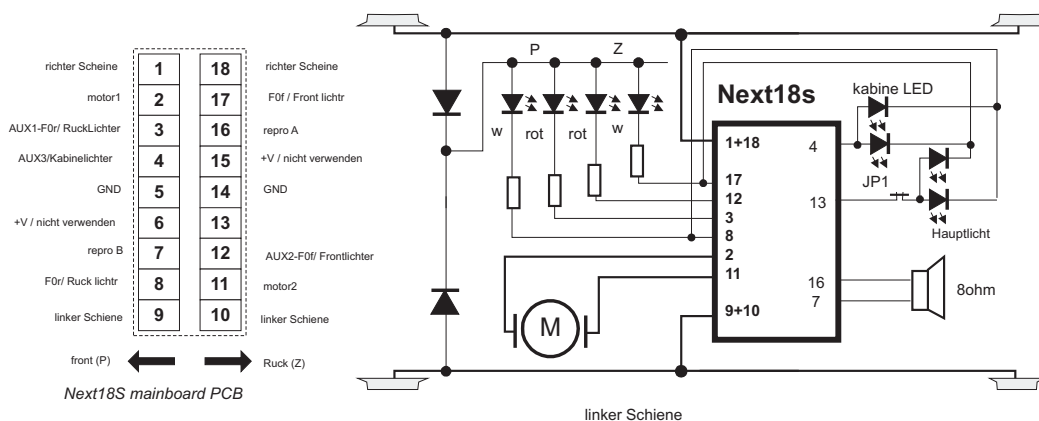 richter Scheine 1 18 richter Scheine
motor1 2 17 F0f / Front lichtr
AUX1-F0r/ RuckLichter 3 16 repro A
AUX3/Kabinelichter 4 15 +V / nicht verwenden
GND 5 14 GND
+V / nicht verwenden 6 13
repro B 7 12 AUX2-F0f/ Frontlichter
F0r/ Ruck lichtr 8 11 motor2
linker Schiene 9 10 linker Schiene
front (P) Ruck (Z)
Next18S mainboard PCB
P Z
w rot rot w
Next18s
kabine LED
1+18
4
17
12
JP1
3
13
8
Hauptlicht
2
11
16
7
8ohm
9+10
M
linker Schiene